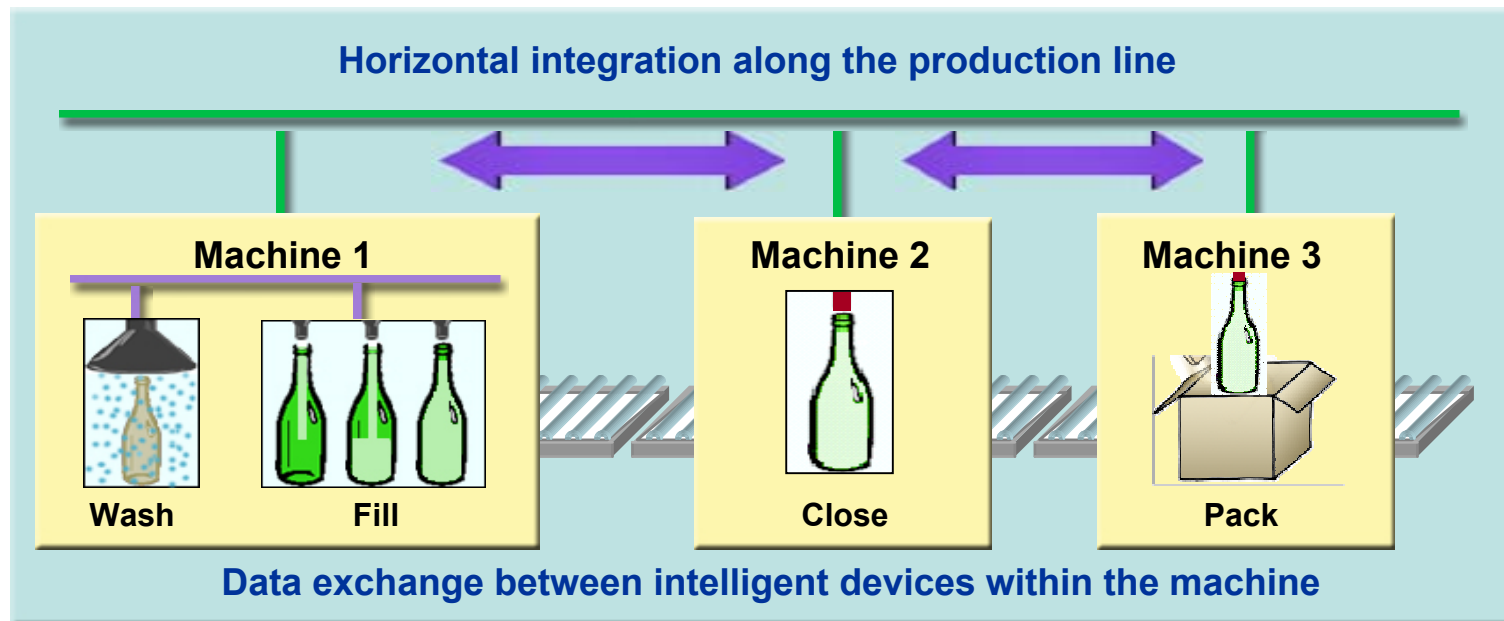 Horizontal integration along the production line
Machine 1
Machine 2
Machine 3
Wash
Fill
Close
Pack
Data exchange between intelligent devices within the machine